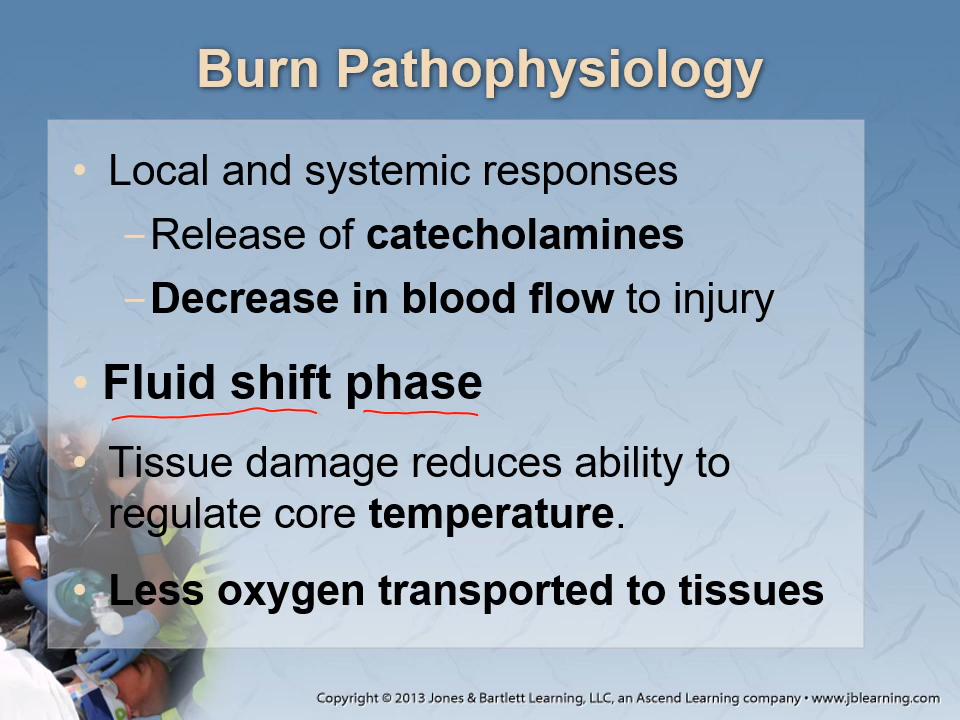 Burn Pathophysiology
• Local and systemic responses
–Release of catecholamines
–Decrease in blood flow to injury
• Fluid shift phase
• Tissue damage reduces ability to
regulate core temperature.
• Less oxygen transported to tissues
Copyright © 2013 Jones & Bartlett Learning, LLC, an Ascend Learning company • www.jblearning.com